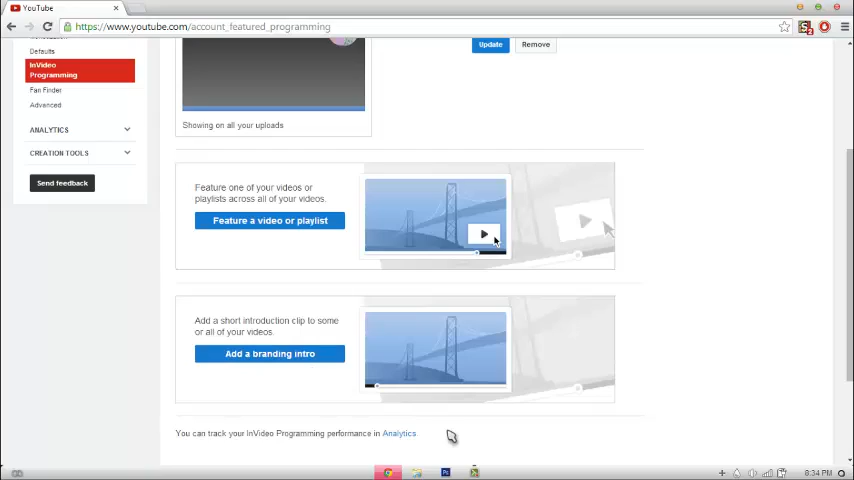 YouTube
https://www.youtube.com/account_featured_programming
Defaults
InVideo
Programming
Fan Finder
Advanced
ANALYTICS
CREATION TOOLS
Send feedback
Update
Remove
Showing on all your uploads
Feature one of your videos or
playlists across all of your videos.
Feature a video or playlist
Add a short introduction clip to some
or all of your videos.
Add a branding intro
You can track your InVideo Programming performance in Analytics.
8:34 PM